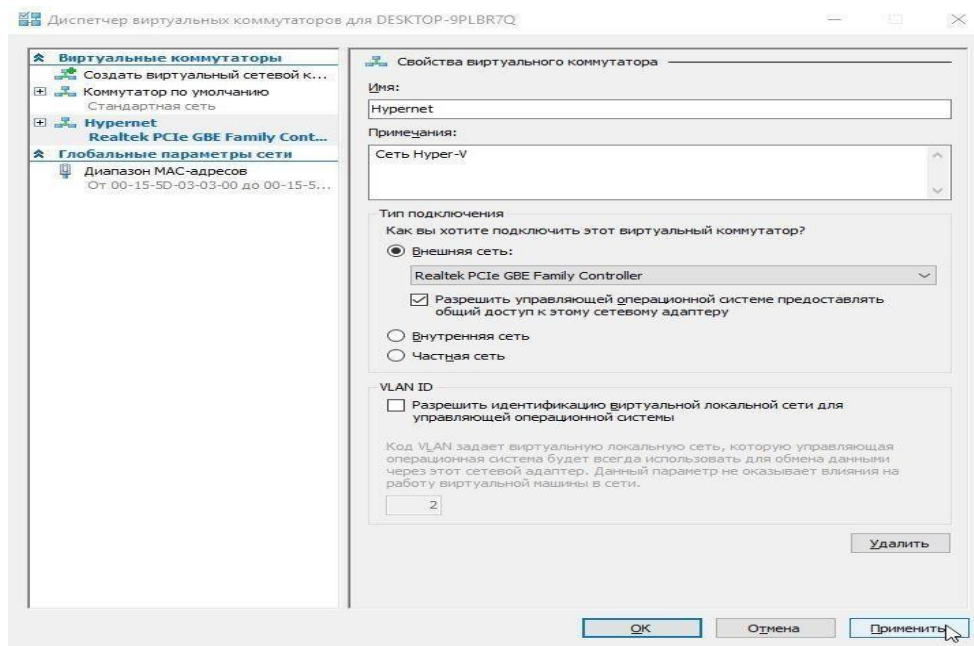 Диспетчер виртуальных коммутаторов для DESKTOP-9PLBR7Q
Виртуальные коммутаторы
Создать виртуальный сетевой к...
Коммутатор по умолчанию
Стандартная сеть
Hypernet
Realtek PCIe GBE Family Cont...
Глобальные параметры сети
Диапазон MAC-адресов
От 00-15-5D-03-03-00 до 00-15-5...
Свойства виртуального коммутатора
Имя:
Hypernet
Примечания:
Сеть Hyper-V
Тип подключения
Как вы хотите подключить этот виртуальный коммутатор?
Внешняя сеть:
Realtek PCIe GBE Family Controller
Разрешить управляющей операционной системе предоставлять
общий доступ к этому сетевому адаптеру
Внутренняя сеть
Частная сеть
VLAN ID
Разрешить идентификацию виртуальной локальной сети для
управляющей операционной системы
Код VLAN задает виртуальную локальную сеть, которую управляющая
операционная система будет всегда использовать для обмена данными
через этот сетевой адаптер. Данный параметр не оказывает влияния на
работу виртуальной машины в сети.
2
Удалить
OK
Отмена
Применить